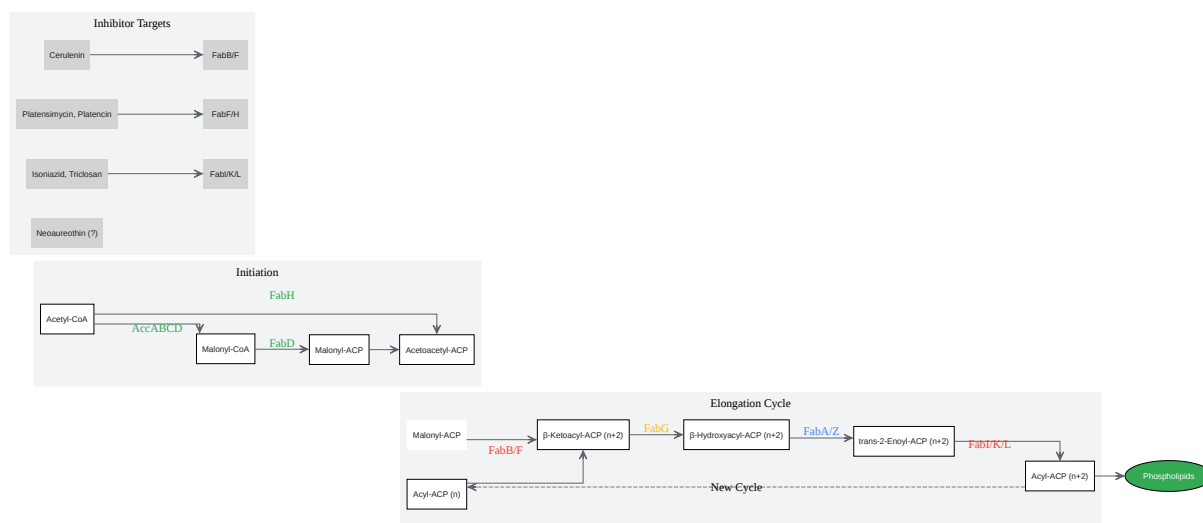 Inhibitor Targets
Cerulenin
FabB/F
Platensimycin, Platencin
FabF/H
Isoniazid, Triclosan
FabI/K/L
Neoaureothin (?)
Initiation
FabH
Acetyl-CoA
AccABCD
Malonyl-CoA
FabD
Malonyl-ACP
Acetoacetyl-ACP
Elongation Cycle
Malonyl-ACP
FabB/F
β-Ketoacyl-ACP (n+2)
FabG
β-Hydroxyacyl-ACP (n+2)
FabA/Z
trans-2-Enoyl-ACP (n+2)
FabI/K/L
Acyl-ACP (n)
New Cycle
Acyl-ACP (n+2)
Phospholipids